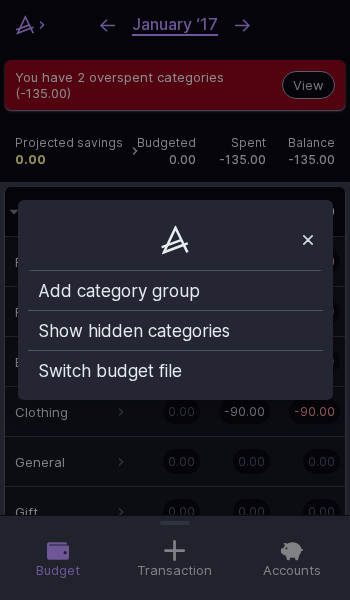 January ‘17
You have 2 overspent categories
(-135.00)
View
Projected savings
Budgeted
Spent
Balance
0.00
0.00
-135.00
-135.00
Add category group
Show hidden categories
Switch budget file
Clothing
0.00
-90.00
-90.00
General
0.00
0.00
0.00
Gift
0.00
0.00
0.00
Budget
Transaction
Accounts